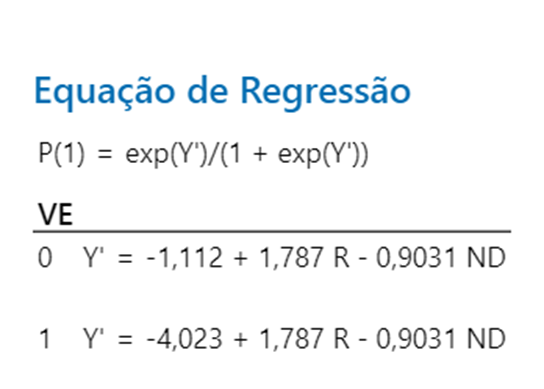 Equação de Regressão
P(1) = exp(Y')/(1 + exp(Y'))
VE
0 Y' = -1,112 + 1,787 R - 0,9031 ND
1 Y' = -4,023 + 1,787 R - 0,9031 ND